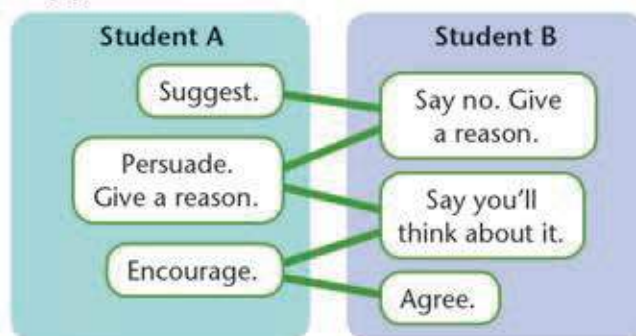 Student A
Student B
Suggest.
Say no. Give
a reason.
Persuade.
Give a reason.
Say you'll
think about it.
Encourage.
Agree.